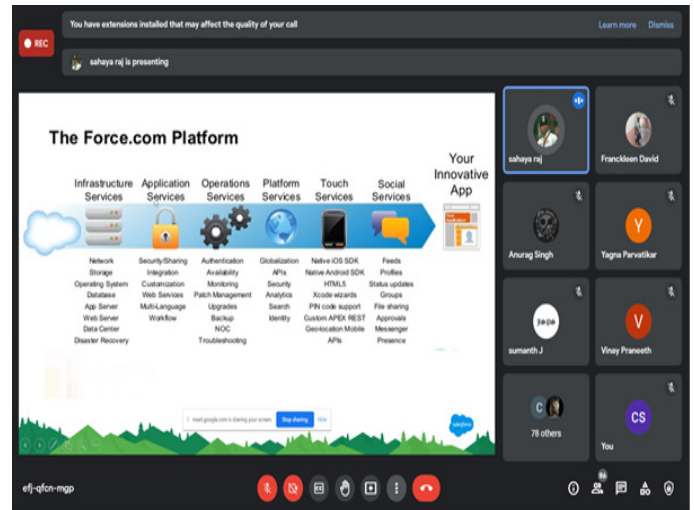 You have extensions installed that may affect the quality of your call
Learn more Dismiss
REC
sahaya raj is presenting
The Force.com Platform
Your
Innovative
App
Infrastructure
Services
Application
Services
Operations
Services
Platform
Services
Touch
Services
Social
Services
Network
Storage
Operating System
Database
App Server
Web Server
Data Center
Disaster Recovery
Security/Sharing
Integration
Customization
Web Services
Multi-Language
Workflow
Authentication
Availability
Monitoring
Patch Management
Upgrades
Backup
NOC
Troubleshooting
Globalization
APIs
Security
Analytics
Search
Identity
Native iOS SDK
Native Android SDK
HTML5
Xcode wizards
PIN code support
Custom APEX REST
Geo-location Mobile
APIs
Feeds
Profiles
Status updates
Groups
File sharing
Approvals
Messenger
Presence
meet.google.com is sharing your screen.
Stop sharing
Hide
salesforce
sahaya raj
Franckleen David
Anurag Singh
Y
Yagna Parvatikar
sumanth J
V
Vinay Praneeth
C
78 others
CS
You
efj-qfcn-mgp
86